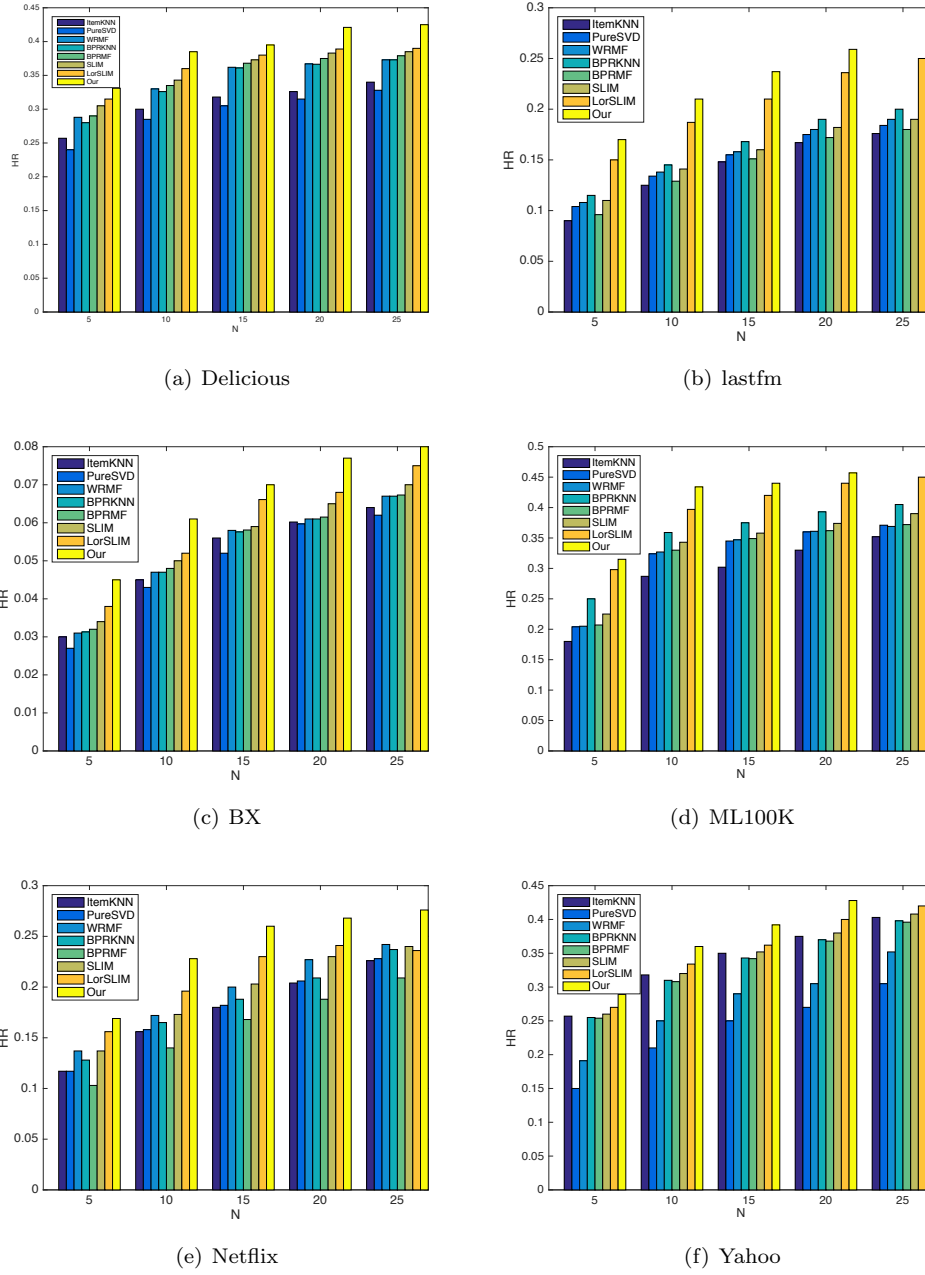 0.45
0.4
0.35
0.3
0.25
0.2
0.15
0.1
0.05
0
HR
ItemKNN
PureSVD
WRMF
BPRKNN
BPRMF
SLIM
LorSLIM
Our
5 10 15 20 25
N
(a) Delicious
0.3
0.25
0.2
0.15
0.1
0.05
0
HR
ItemKNN
PureSVD
WRMF
BPRKNN
BPRMF
SLIM
LorSLIM
Our
5 10 15 20 25
N
(b) lastfm
0.08
0.07
0.06
0.05
0.04
0.03
0.02
0.01
0
HR
ItemKNN
PureSVD
WRMF
BPRKNN
BPRMF
SLIM
LorSLIM
Our
5 10 15 20 25
N
(c) BX
0.5
0.45
0.4
0.35
0.3
0.25
0.2
0.15
0.1
0.05
0
HR
ItemKNN
PureSVD
WRMF
BPRKNN
BPRMF
SLIM
LorSLIM
Our
5 10 15 20 25
N
(d) ML100K
0.3
0.25
0.2
0.15
0.1
0.05
0
HR
ItemKNN
PureSVD
WRMF
BPRKNN
BPRMF
SLIM
LorSLIM
Our
5 10 15 20 25
N
(e) Netflix
0.45
0.4
0.35
0.3
0.25
0.2
0.15
0.1
0.05
0
HR
ItemKNN
PureSVD
WRMF
BPRKNN
BPRMF
SLIM
LorSLIM
Our
5 10 15 20 25
N
(f) Yahoo